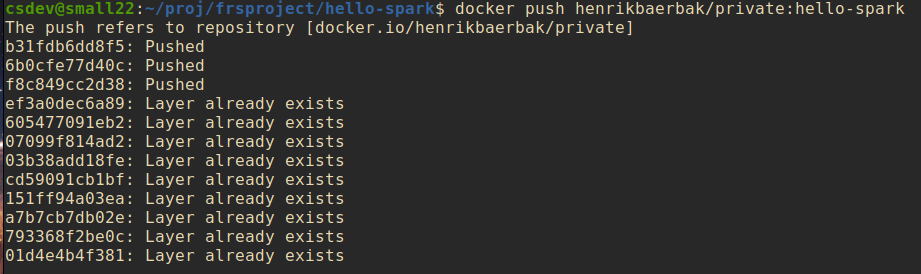 csdev@small22:~/proj/frsproject/hello-spark$ docker push henrikbaerbak/private:hello-spark
The push refers to repository [docker.io/henrikbaerbak/private]
b31fdb6dd8f5: Pushed
6b0cfe77d40c: Pushed
f8c849cc2d38: Pushed
ef3a0dec6a89: Layer already exists
605477091eb2: Layer already exists
07099f814ad2: Layer already exists
03b38add18fe: Layer already exists
cd59091cb1bf: Layer already exists
151ff94a03ea: Layer already exists
a7b7cb7db02e: Layer already exists
793368f2be0c: Layer already exists
01d4e4b4f381: Layer already exists